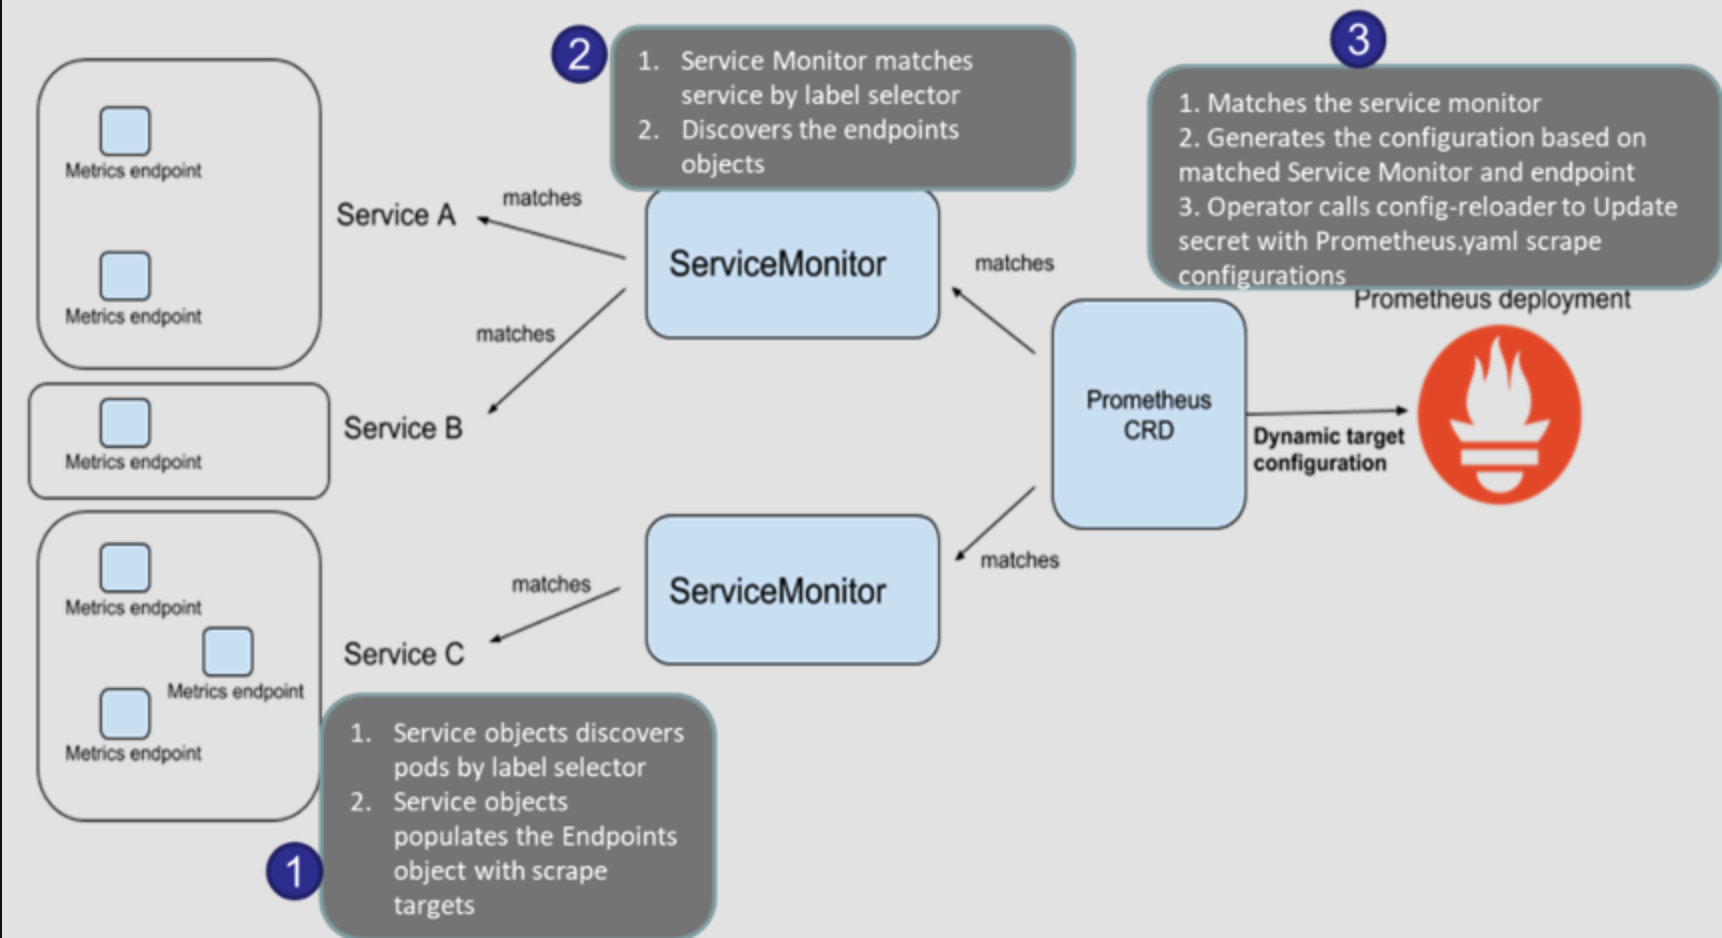 2
1. Service Monitor matches
service by label selector
2. Discovers the endpoints
objects
3
1. Matches the service monitor
2. Generates the configuration based on
matched Service Monitor and endpoint
3. Operator calls config-reloader to Update
secret with Prometheus.yaml scrape
configurations
Prometheus deployment
Metrics endpoint
Metrics endpoint
Service A
matches
matches
ServiceMonitor
matches
Metrics endpoint
Service B
Prometheus
CRD
Dynamic target
configuration
Metrics endpoint
Metrics endpoint
Metrics endpoint
Service C
matches
ServiceMonitor
matches
1
1. Service objects discovers
pods by label selector
2. Service objects
populates the Endpoints
object with scrape
targets